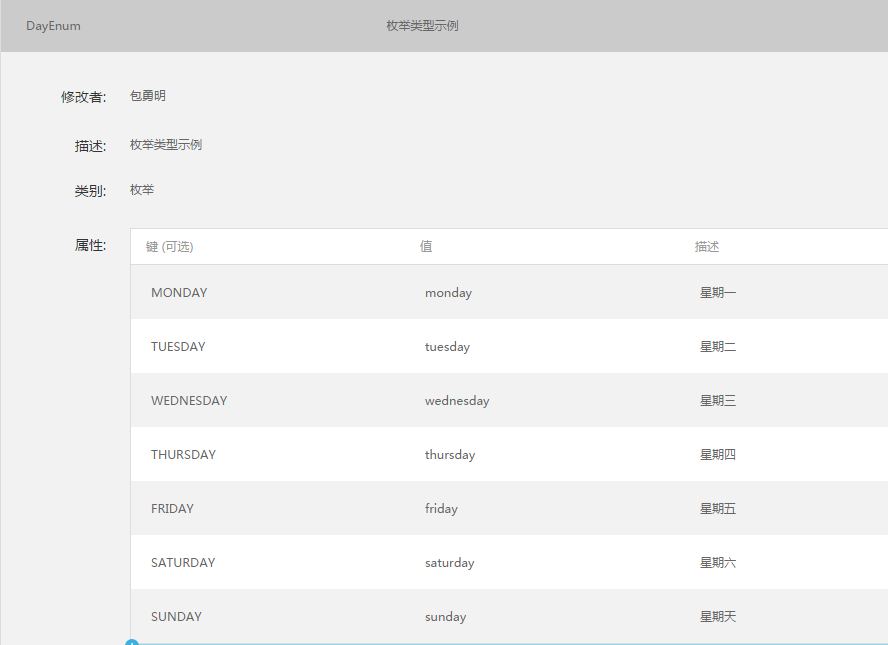 DayEnum 枚举类型示例
修改者: 包勇明
描述: 枚举类型示例
类别: 枚举
属性: 键 (可选) 值 描述
MONDAY monday 星期一
TUESDAY tuesday 星期二
WEDNESDAY wednesday 星期三
THURSDAY thursday 星期四
FRIDAY friday 星期五
SATURDAY saturday 星期六
SUNDAY sunday 星期天